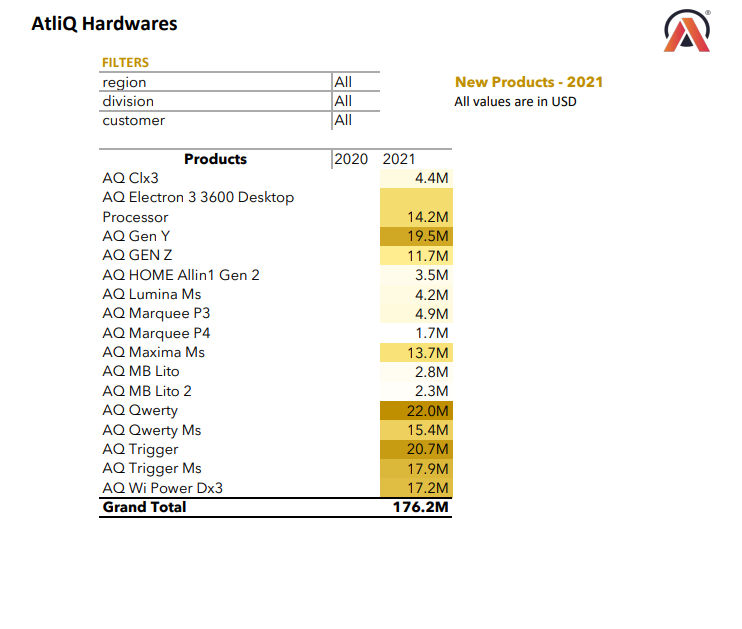 AtliQ Hardwares
FILTERS
region All
division All
customer All
New Products - 2021
All values are in USD
Products 2020 2021
AQ Clx3 4.4M
AQ Electron 3 3600 Desktop
Processor 14.2M
AQ Gen Y 19.5M
AQ GEN Z 11.7M
AQ HOME Allin1 Gen 2 3.5M
AQ Lumina Ms 4.2M
AQ Marquee P3 4.9M
AQ Marquee P4 1.7M
AQ Maxima Ms 13.7M
AQ MB Lito 2.8M
AQ MB Lito 2 2.3M
AQ Qwerty 22.0M
AQ Qwerty Ms 15.4M
AQ Trigger 20.7M
AQ Trigger Ms 17.9M
AQ Wi Power Dx3 17.2M
Grand Total 176.2M